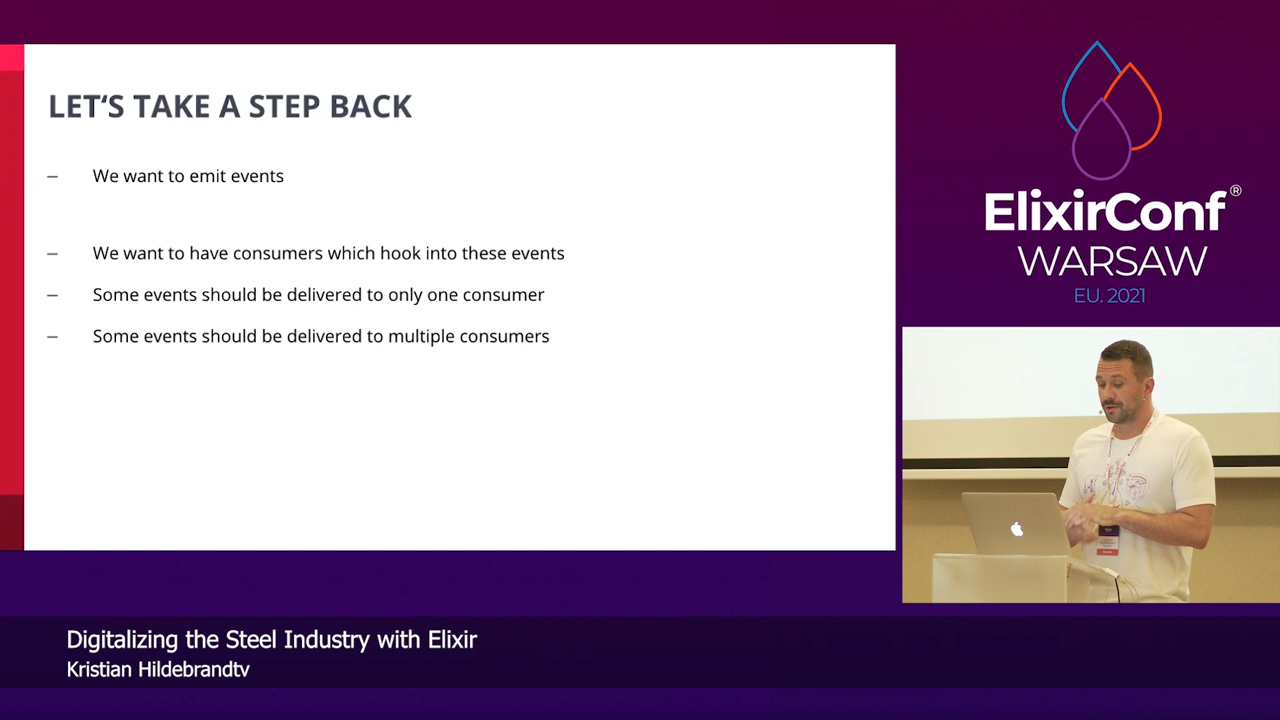 LET‘S TAKE A STEP BACK
– We want to emit events
– We want to have consumers which hook into these events
– Some events should be delivered to only one consumer
– Some events should be delivered to multiple consumers
ElixirConf®
WARSAW
EU. 2021
Digitalizing the Steel Industry with Elixir
Kristian Hildebrandtv